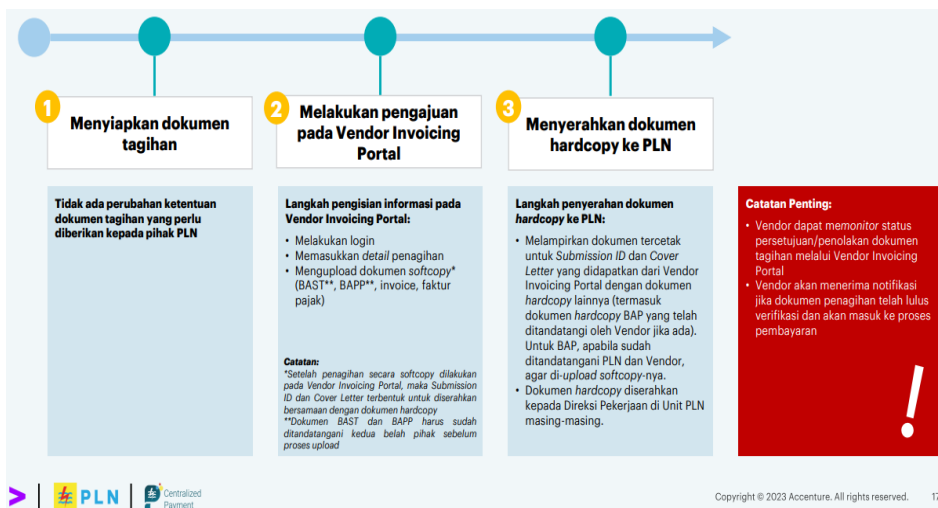 1
Menyiapkan dokumen
tagihan
2
Melakukan pengajuan
pada Vendor Invoicing
Portal
3
Menyerahkan dokumen
hardcopy ke PLN
Tidak ada perubahan ketentuan
dokumen tagihan yang perlu
diberikan kepada pihak PLN
Langkah pengisian informasi pada
Vendor Invoicing Portal:
• Melakukan login
• Memasukkan detail penagihan
• Mengupload dokumen softcopy*
(BAST**, BAPP**, invoice, faktur
pajak)
Catatan:
*Setelah penagihan secara softcopy dilakukan
pada Vendor Invoicing Portal, maka Submission
ID dan Cover Letter terbentuk untuk diserahkan
bersamaan dengan dokumen hardcopy
**Dokumen BAST dan BAPP harus sudah
ditandatangani kedua belah pihak sebelum
proses upload
Langkah penyerahan dokumen
hardcopy ke PLN:
• Melampirkan dokumen tercetak
untuk Submission ID dan Cover
Letter yang didapatkan dari Vendor
Invoicing Portal dengan dokumen
hardcopy lainnya (termasuk
dokumen hardcopy BAP yang telah
ditandatangi oleh Vendor jika ada).
Untuk BAP, apabila sudah
ditandatangani PLN dan Vendor,
agar di-upload softcopy-nya.
• Dokumen hardcopy diserahkan
kepada Direksi Pekerjaan di Unit PLN
masing-masing.
Catatan Penting:
• Vendor dapat memonitor status
persetujuan/penolakan dokumen
tagihan melalui Vendor Invoicing
Portal
• Vendor akan menerima notifikasi
jika dokumen penagihan telah lulus
verifikasi dan akan masuk ke proses
pembayaran
!
PLN
Centralized
Payment
Copyright © 2023 Accenture. All rights reserved. 17